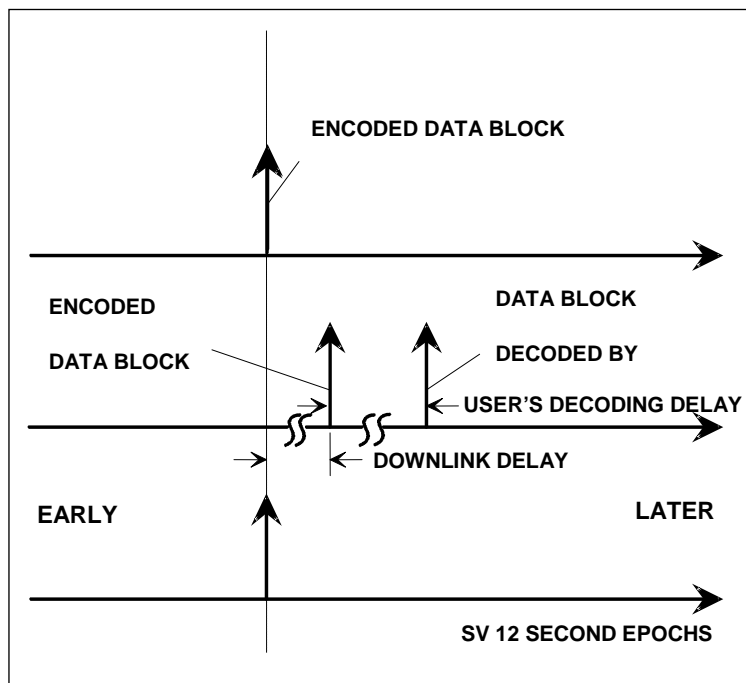 ENCODED DATA BLOCK
ENCODED
DATA BLOCK
DATA BLOCK
DECODED BY
USER'S DECODING DELAY
DOWNLINK DELAY
EARLY
LATER
SV 12 SECOND EPOCHS